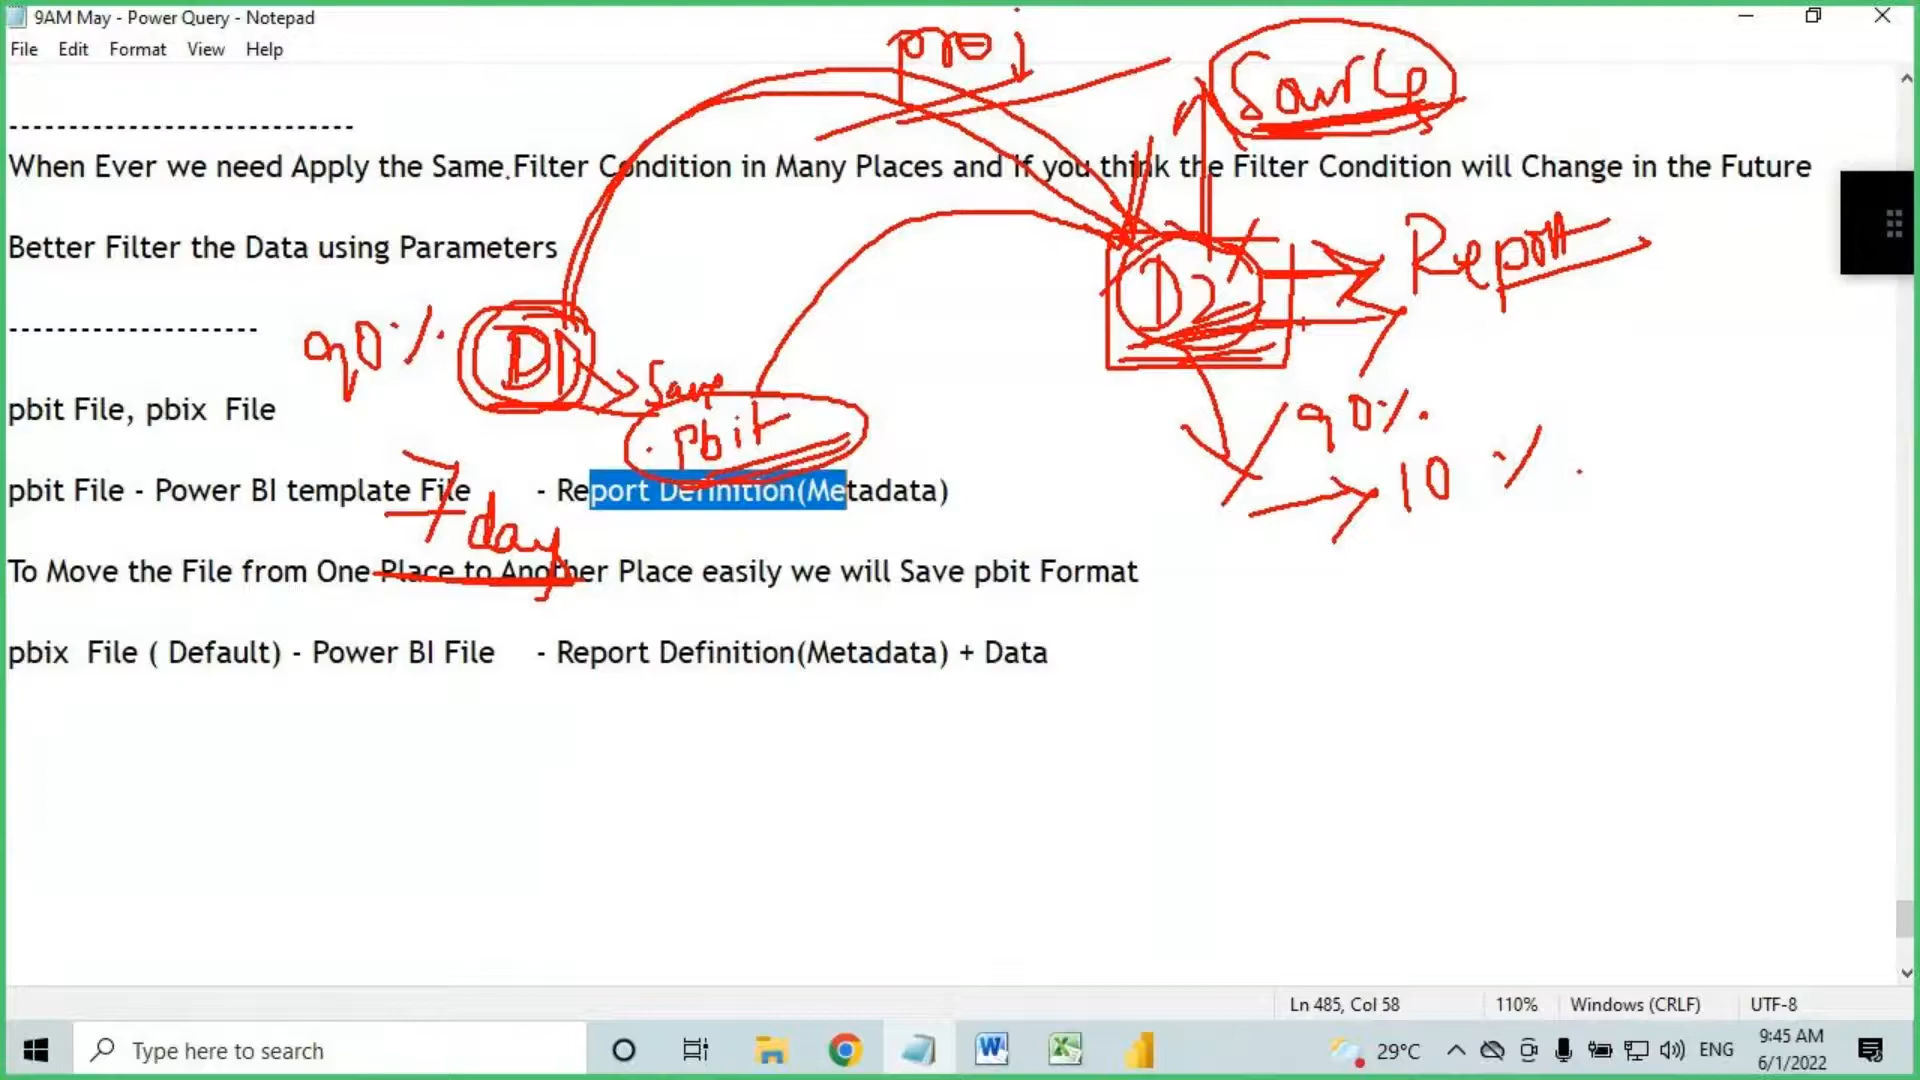 9AM May - Power Query - Notepad
File Edit Format View Help
----------------------------
When Ever we need Apply the Same Filter Condition in Many Places and if you think the Filter Condition will Change in the Future
Better Filter the Data using Parameters
--------------------
pbit File, pbix File
pbit File - Power BI template File - Report Definition(Metadata)
To Move the File from One Place to Another Place easily we will Save pbit Format
pbix File ( Default) - Power BI File - Report Definition(Metadata) + Data
Source
Report
D2
90%
D1
Save
.pbit
90%
10 %
7 day
Ln 485, Col 58 110% Windows (CRLF) UTF-8
Type here to search
29°C
ENG
9:45 AM
6/1/2022